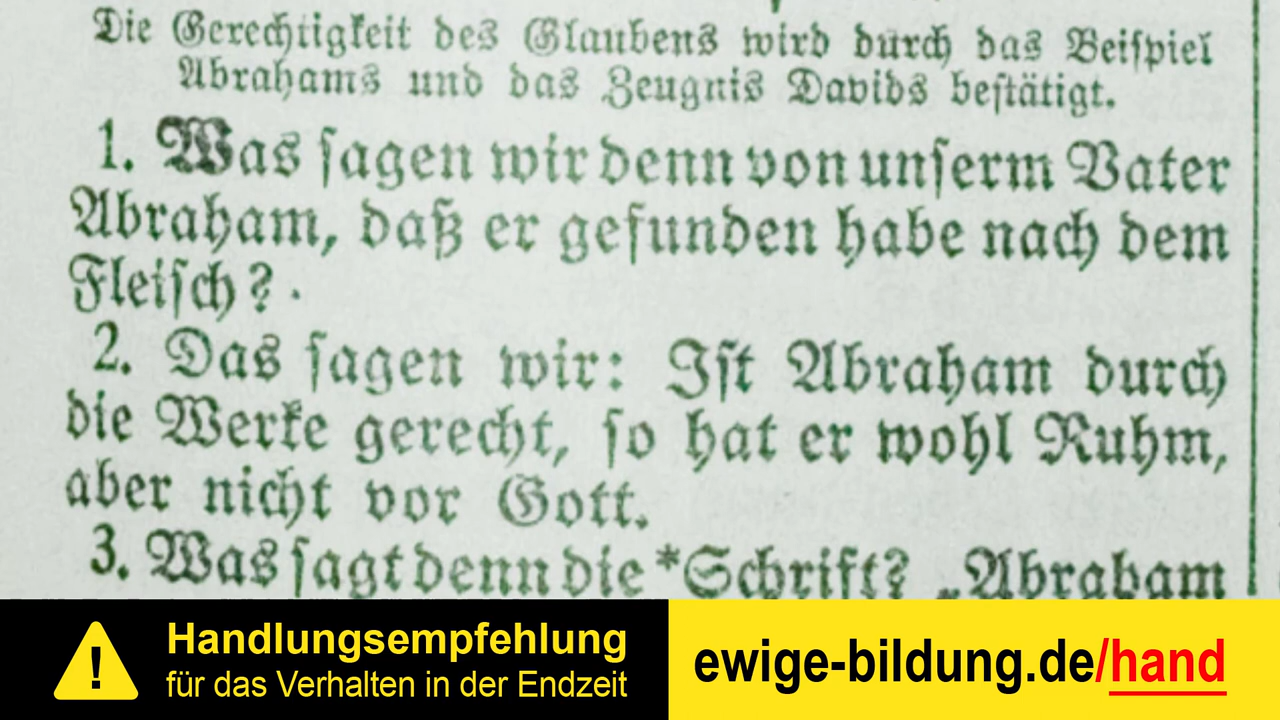 Die Gerechtigkeit des Glaubens wird durch das Beiſpiel
Abrahams und das Zeugnis Davids beſtätigt.
1. Was ſagen wir denn von unſerm Vater
Abraham, daß er gefunden habe nach dem
Fleiſch?
2. Das ſagen wir: Iſt Abraham durch
die Werke gerecht, ſo hat er wohl Ruhm,
aber nicht vor Gott.
3. Was ſagt denn die *Schrift? „Abraham
! Handlungsempfehlung
für das Verhalten in der Endzeit
ewige-bildung.de/hand